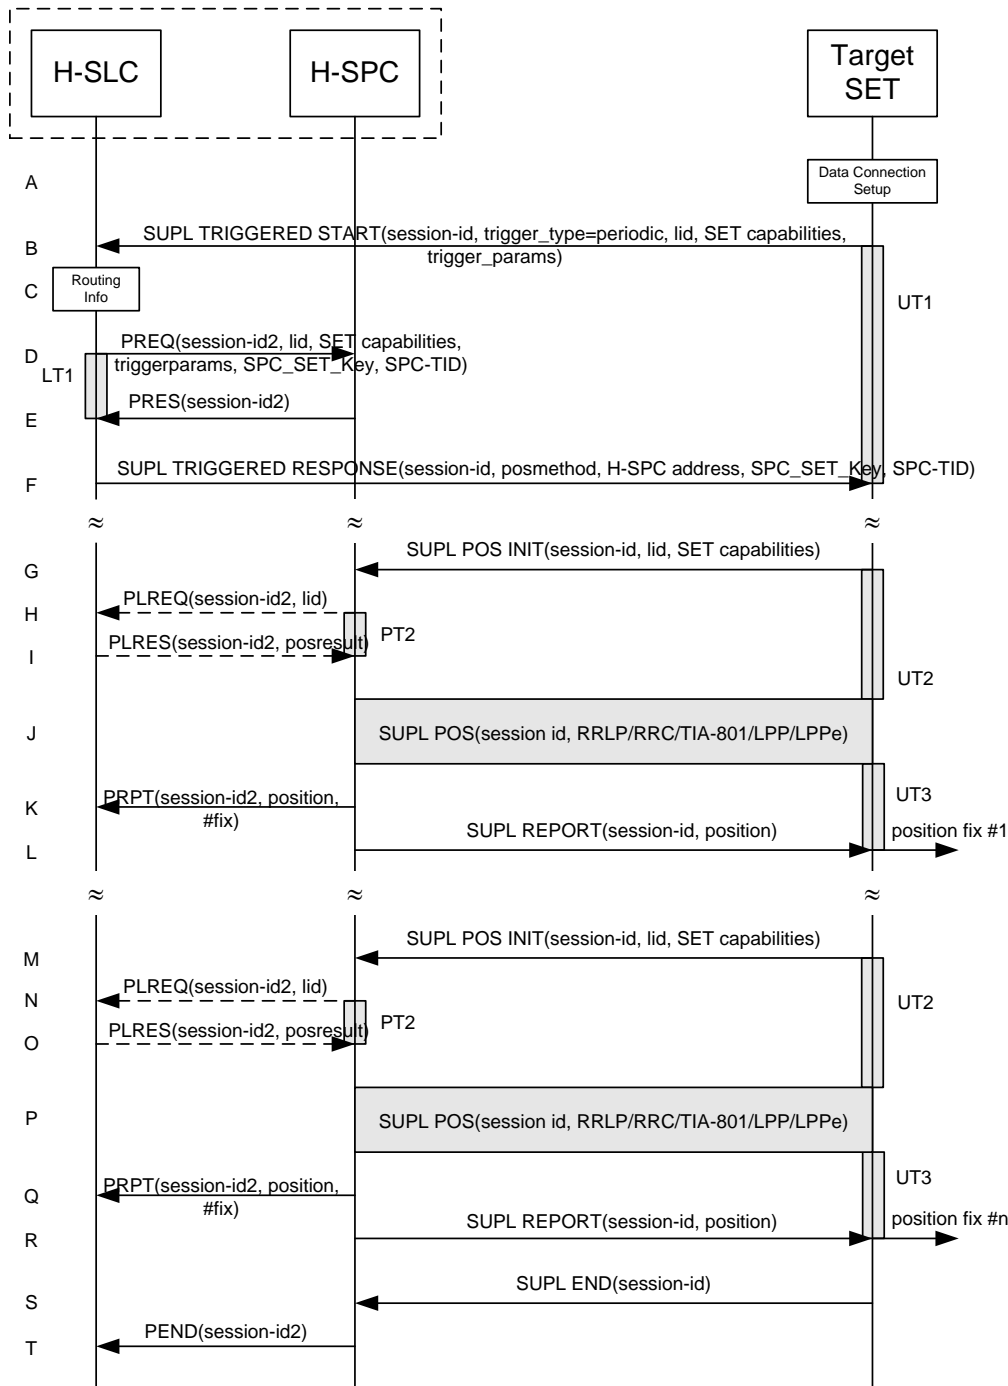 H-SLC
H-SPC
Target
SET
A
Data Connection
Setup
B
SUPL TRIGGERED START(session-id, trigger_type=periodic, lid, SET capabilities,
trigger_params)
C
Routing
Info
UT1
D
PREQ(session-id2, lid, SET capabilities,
triggerparams, SPC_SET_Key, SPC-TID)
LT1
E
PRES(session-id2)
F
SUPL TRIGGERED RESPONSE(session-id, posmethod, H-SPC address, SPC_SET_Key, SPC-TID)
≈ ≈ ≈
G
SUPL POS INIT(session-id, lid, SET capabilities)
H
PLREQ(session-id2, lid)
PT2
I
PLRES(session-id2, posresult)
UT2
J
SUPL POS(session id, RRLP/RRC/TIA-801/LPP/LPPe)
K
PRPT(session-id2, position,
#fix)
UT3
L
SUPL REPORT(session-id, position)
position fix #1
≈ ≈ ≈
M
SUPL POS INIT(session-id, lid, SET capabilities)
N
PLREQ(session-id2, lid)
PT2
UT2
O
PLRES(session-id2, posresult)
P
SUPL POS(session id, RRLP/RRC/TIA-801/LPP/LPPe)
Q
PRPT(session-id2, position,
#fix)
UT3
R
SUPL REPORT(session-id, position)
position fix #n
S
SUPL END(session-id)
T
PEND(session-id2)